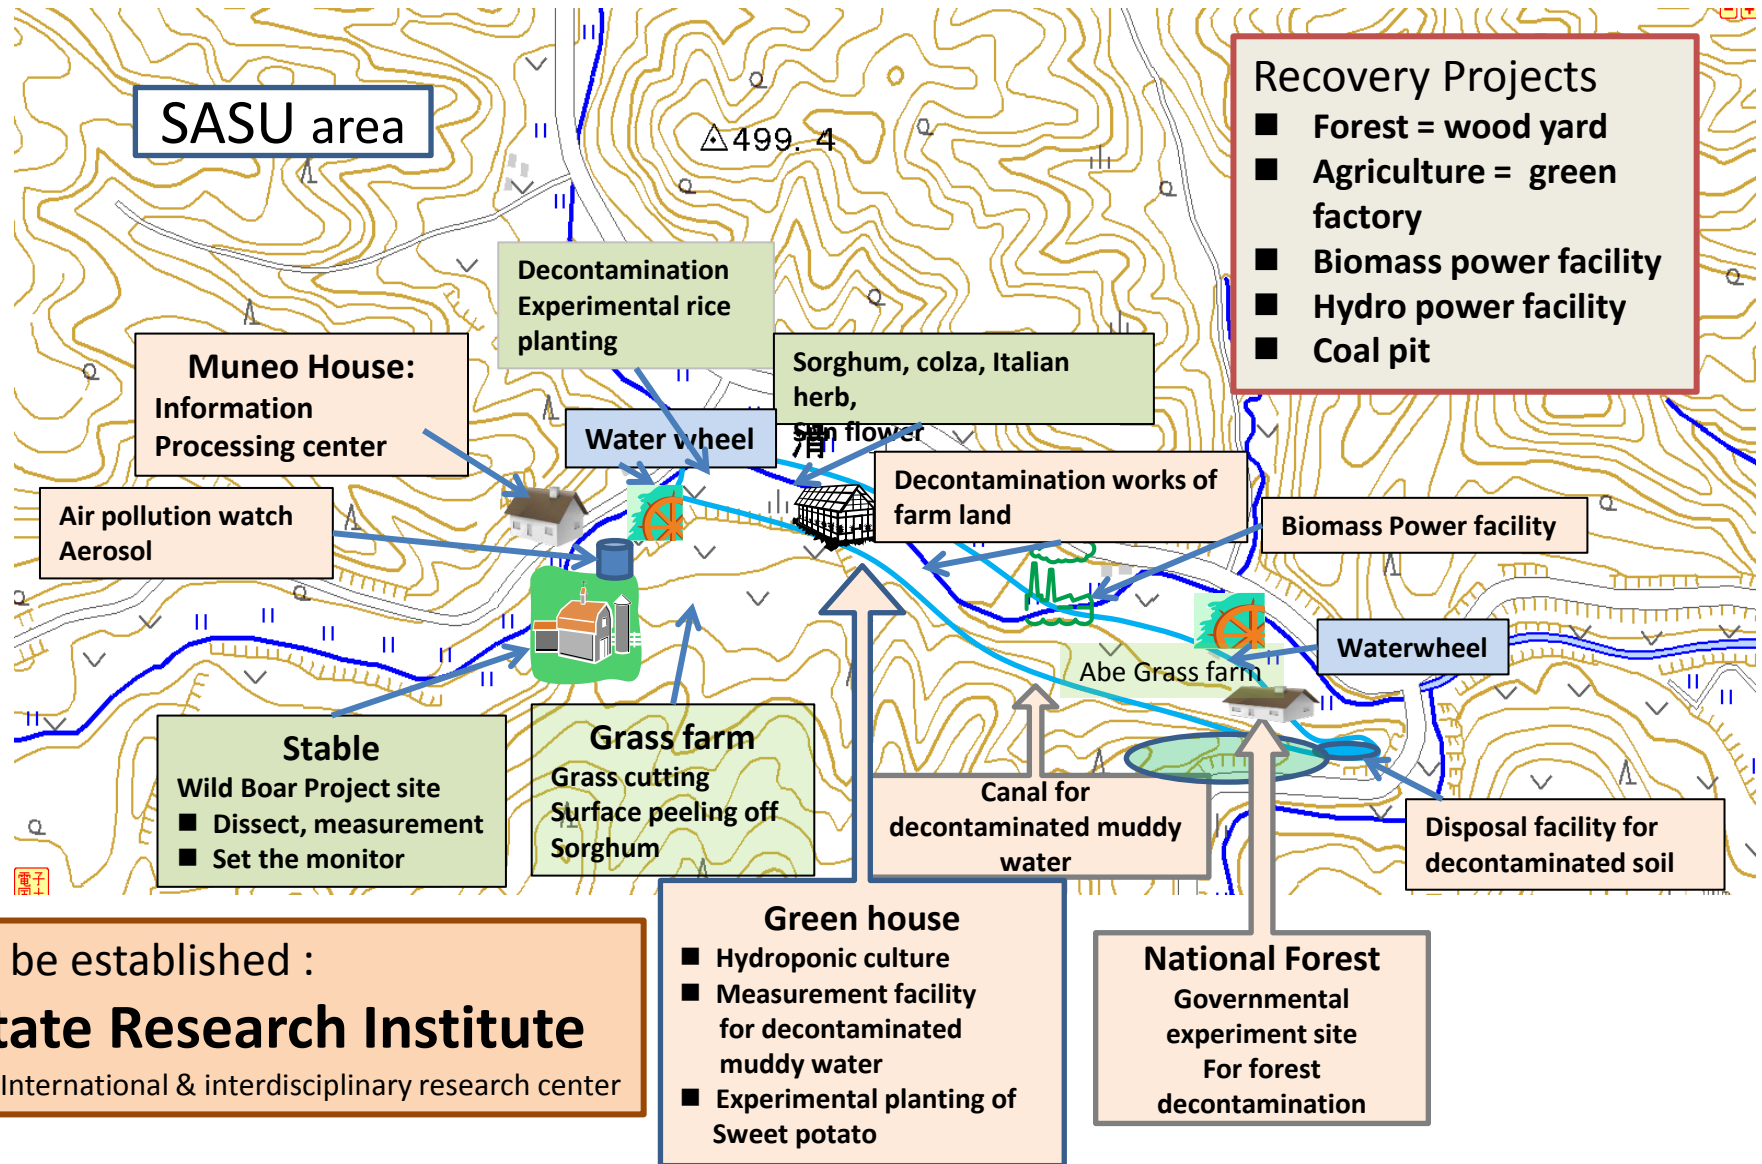 SASU area
499. 4
Recovery Projects
■ Forest = wood yard
■ Agriculture = green
factory
■ Biomass power facility
■ Hydro power facility
■ Coal pit
Decontamination
Experimental rice
planting
Muneo House:
Information
Processing center
Sorghum, colza, Italian
herb,
Sun flower
Water wheel
Decontamination works of
farm land
Air pollution watch
Aerosol
Biomass Power facility
Waterwheel
Abe Grass farm
Stable
Wild Boar Project site
■ Dissect, measurement
■ Set the monitor
Grass farm
Grass cutting
Surface peeling off
Sorghum
Canal for
decontaminated muddy
water
Disposal facility for
decontaminated soil
Green house
■ Hydroponic culture
■ Measurement facility
for decontaminated
muddy water
■ Experimental planting of
Sweet potato
National Forest
Governmental
experiment site
For forest
decontamination
be established :
tate Research Institute
International & interdisciplinary research center